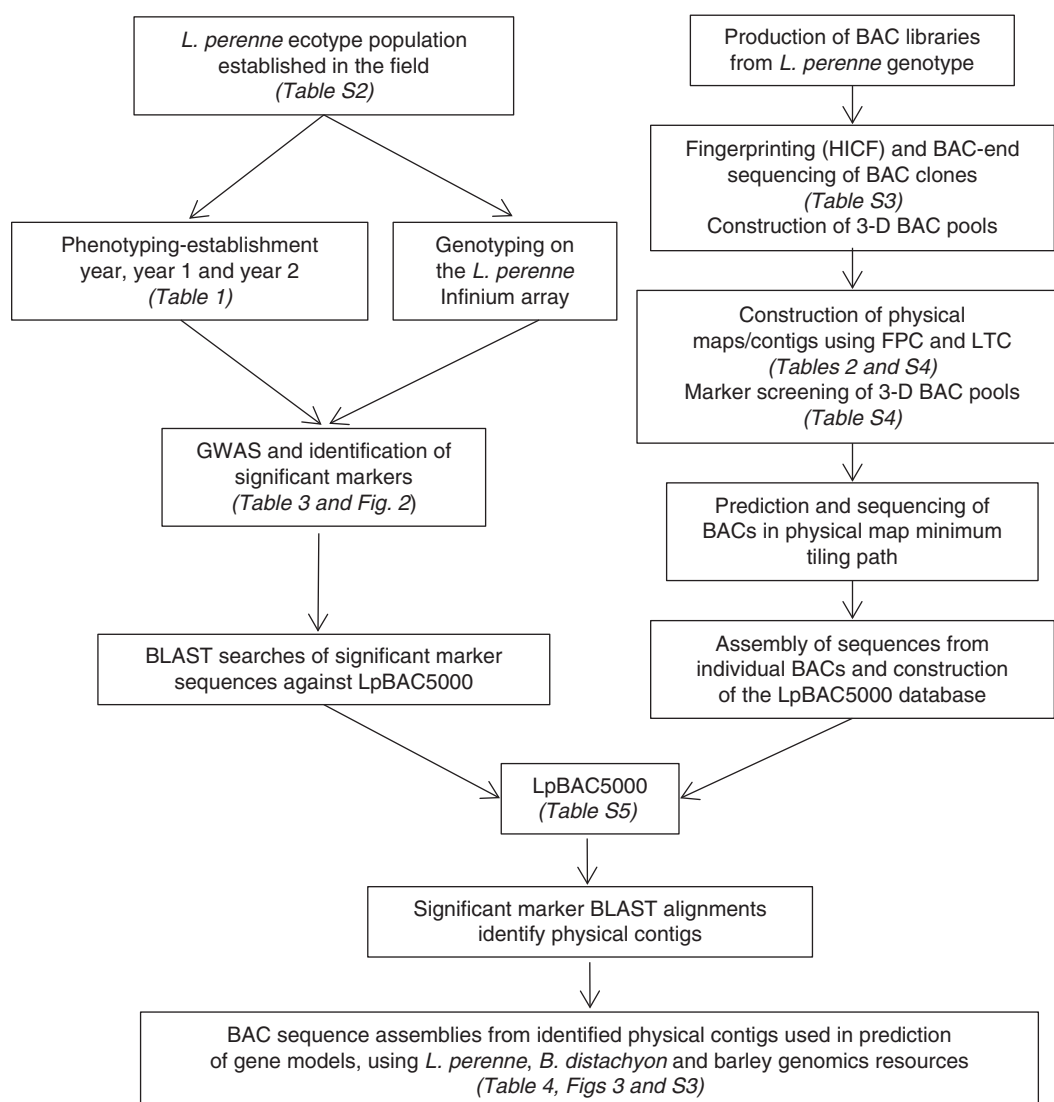 L. perenne ecotype population
established in the field
(Table S2)
Phenotyping-establishment
year, year 1 and year 2
(Table 1)
Genotyping on
the L. perenne
Infinium array
GWAS and identification of
significant markers
(Table 3 and Fig. 2)
BLAST searches of significant marker
sequences against LpBAC5000
Production of BAC libraries
from L. perenne genotype
Fingerprinting (HICF) and BAC-end
sequencing of BAC clones
(Table S3)
Construction of 3-D BAC pools
Construction of physical
maps/contigs using FPC and LTC
(Tables 2 and S4)
Marker screening of 3-D BAC pools
(Table S4)
Prediction and sequencing of
BACs in physical map minimum
tiling path
Assembly of sequences from
individual BACs and construction
of the LpBAC5000 database
LpBAC5000
(Table S5)
Significant marker BLAST alignments
identify physical contigs
BAC sequence assemblies from identified physical contigs used in prediction
of gene models, using L. perenne, B. distachyon and barley genomics resources
(Table 4, Figs 3 and S3)